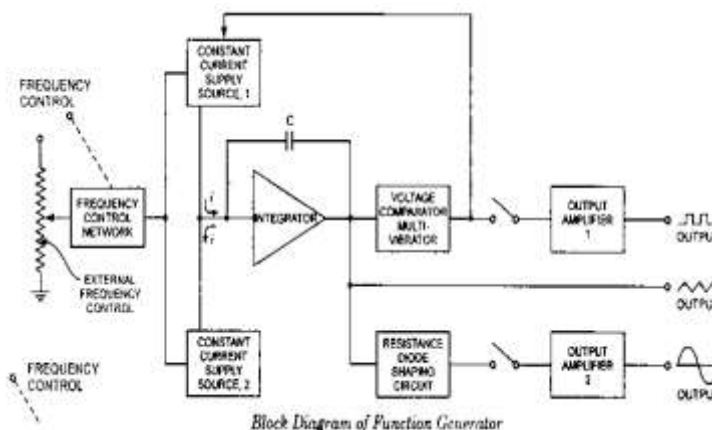 CONSTANT
CURRENT
SUPPLY
SOURCE, 1
FREQUENCY
CONTROL
C
FREQUENCY
CONTROL
NETWORK
i
i
INTEGRATOR
VOLTAGE
COMPARATOR
MULTI-
VIBRATOR
OUTPUT
AMPLIFIER
1
OUTPUT
EXTERNAL
FREQUENCY
CONTROL
OUTPUT
FREQUENCY
CONTROL
CONSTANT
CURRENT
SUPPLY
SOURCE, 2
RESISTANCE
DIODE
SHAPING
CIRCUIT
OUTPUT
AMPLIFIER
2
OUTPUT
Block Diagram of Function Generator